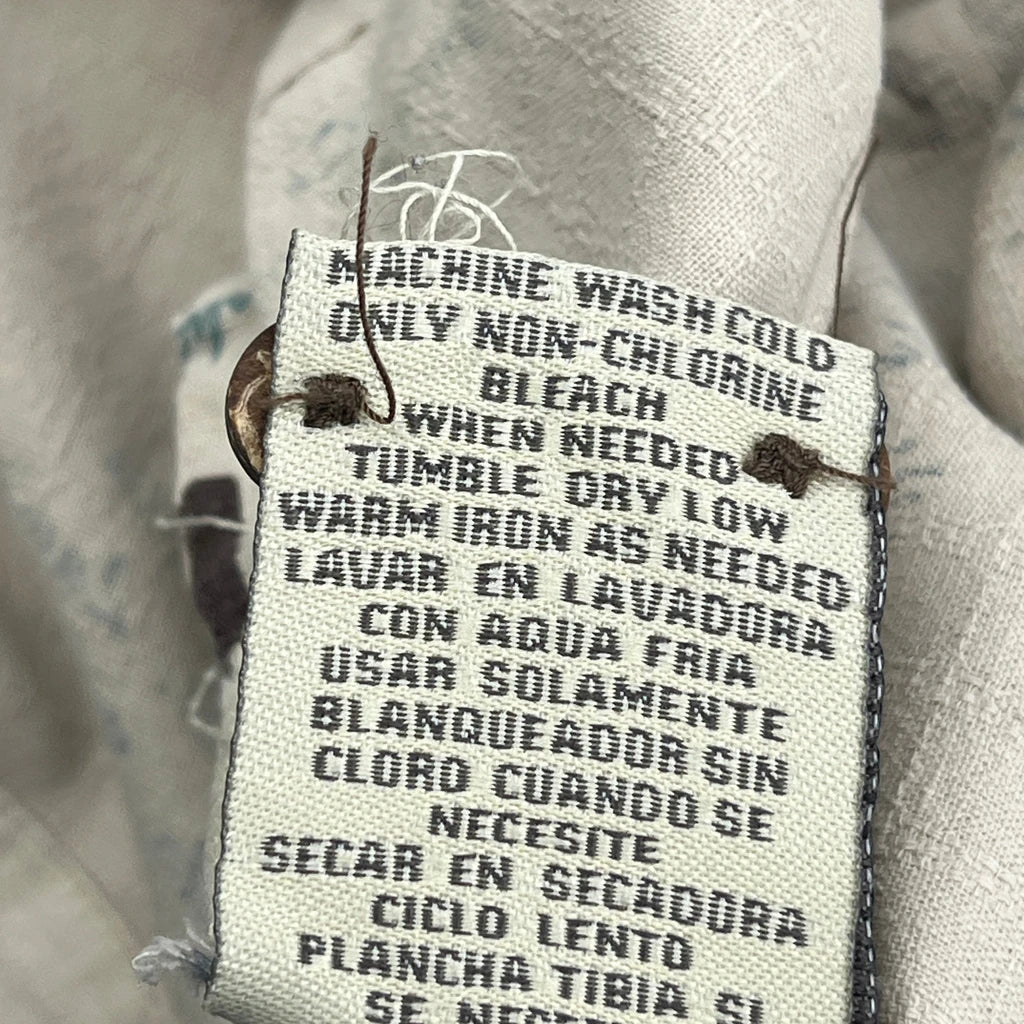 MACHINE WASH COLD
ONLY NON-CHLORINE
BLEACH
WHEN NEEDED
TUMBLE DRY LOW
WARM IRON AS NEEDED
LAVAR EN LAVADORA
CON AQUA FRIA
USAR SOLAMENTE
BLANQUEADOR SIN
CLORO CUANDO SE
NECESITE
SECAR EN SECADORA
CICLO LENTO
PLANCHA TIBIA SI
SE